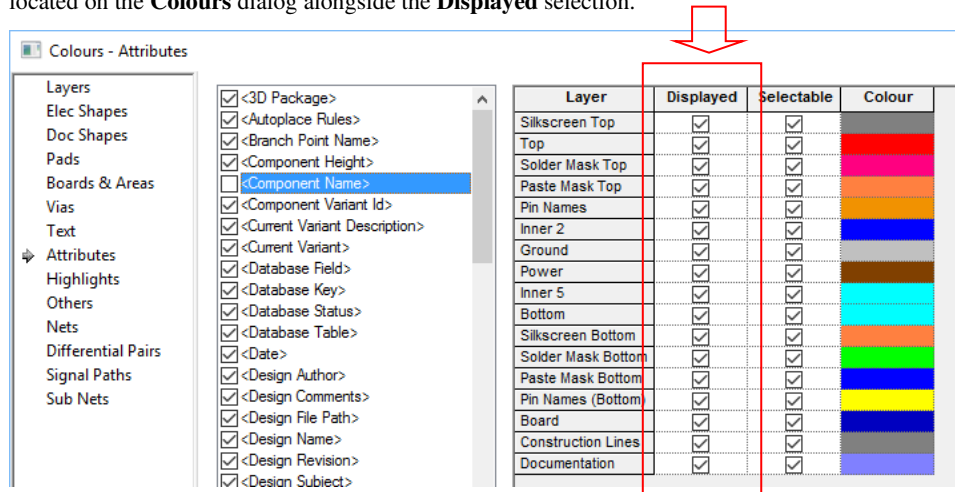 located on the Colours dialog alongside the Displayed selection.
Colours - Attributes
Layers
Elec Shapes
Doc Shapes
Pads
Boards & Areas
Vias
Text
Attributes
Highlights
Others
Nets
Differential Pairs
Signal Paths
Sub Nets
<3D Package>
<Autoplace Rules>
<Branch Point Name>
<Component Height>
<Component Name>
<Component Variant Id>
<Current Variant Description>
<Current Variant>
<Database Field>
<Database Key>
<Database Status>
<Database Table>
<Date>
<Design Author>
<Design Comments>
<Design File Path>
<Design Name>
<Design Revision>
<Design Subject>
Layer Displayed Selectable Colour
Silkscreen Top
Top
Solder Mask Top
Paste Mask Top
Pin Names
Inner 2
Ground
Power
Inner 5
Bottom
Silkscreen Bottom
Solder Mask Bottom
Paste Mask Bottom
Pin Names (Bottom)
Board
Construction Lines
Documentation